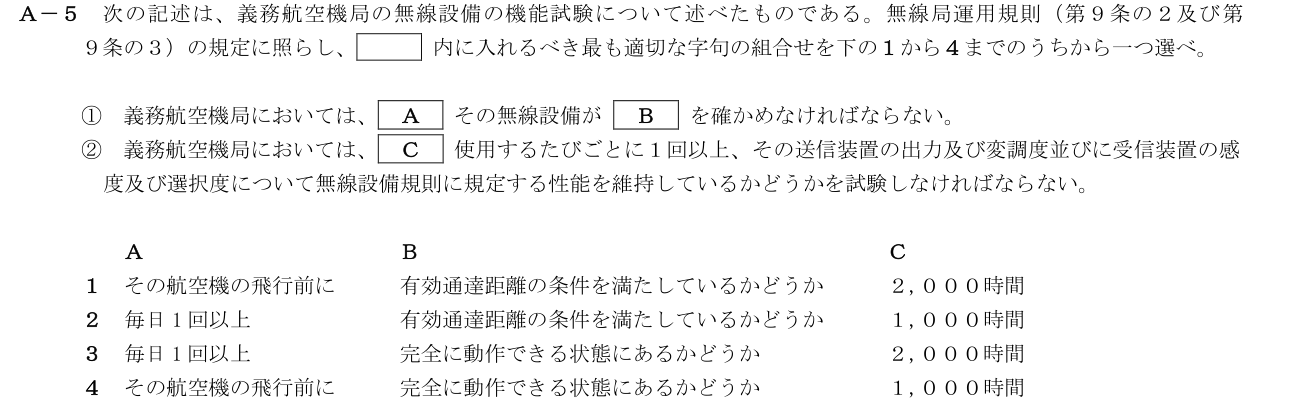 A－5　次の記述は、義務航空機局の無線設備の機能試験について述べたものである。無線局運用規則（第９条の２及び第
９条の３）の規定に照らし、　　　内に入れるべき最も適切な字句の組合せを下の1から4までのうちから一つ選べ。
①　義務航空機局においては、 A その無線設備が B を確かめなければならない。
②　義務航空機局においては、 C 使用するたびごとに１回以上、その送信装置の出力及び変調度並びに受信装置の感
度及び選択度について無線設備規則に規定する性能を維持しているかどうかを試験しなければならない。
A　B　C
1　その航空機の飛行前に　有効通達距離の条件を満たしているかどうか　２,０００時間
2　毎日１回以上　有効通達距離の条件を満たしているかどうか　１,０００時間
3　毎日１回以上　完全に動作できる状態にあるかどうか　２,０００時間
4　その航空機の飛行前に　完全に動作できる状態にあるかどうか　１,０００時間